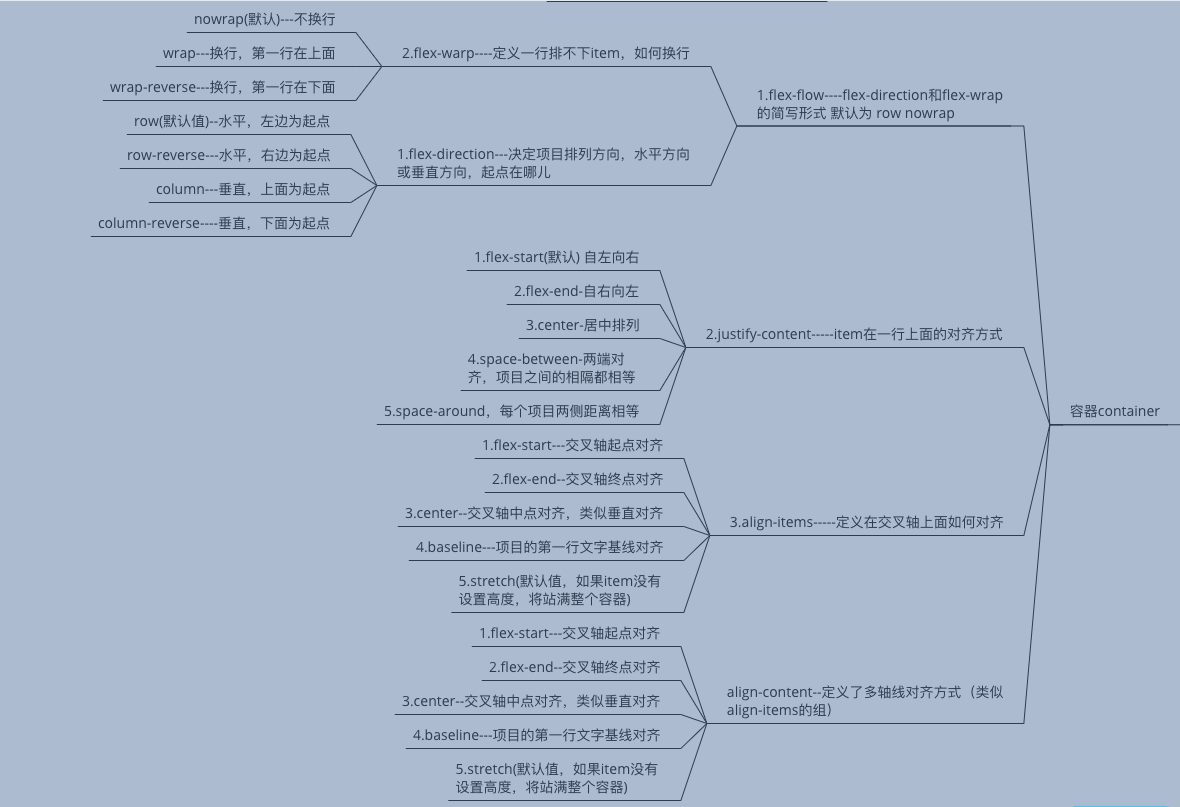 nowrap(默认)---不换行
wrap---换行，第一行在上面
wrap-reverse---换行，第一行在下面
2.flex-warp----定义一行排不下item，如何换行
row(默认值)--水平，左边为起点
row-reverse---水平，右边为起点
column---垂直，上面为起点
column-reverse----垂直，下面为起点
1.flex-direction---决定项目排列方向，水平方向
或垂直方向，起点在哪儿
1.flex-flow----flex-direction和flex-wrap
的简写形式 默认为 row nowrap
1.flex-start(默认) 自左向右
2.flex-end-自右向左
3.center-居中排列
4.space-between-两端对
齐，项目之间的相隔都相等
5.space-around，每个项目两侧距离相等
2.justify-content-----item在一行上面的对齐方式
容器container
1.flex-start---交叉轴起点对齐
2.flex-end--交叉轴终点对齐
3.center--交叉轴中点对齐，类似垂直对齐
4.baseline---项目的第一行文字基线对齐
5.stretch(默认值，如果item没有
设置高度，将站满整个容器)
3.align-items-----定义在交叉轴上面如何对齐
1.flex-start---交叉轴起点对齐
2.flex-end--交叉轴终点对齐
3.center--交叉轴中点对齐，类似垂直对齐
4.baseline---项目的第一行文字基线对齐
5.stretch(默认值，如果item没有
设置高度，将站满整个容器)
align-content--定义了多轴线对齐方式（类似
align-items的组）